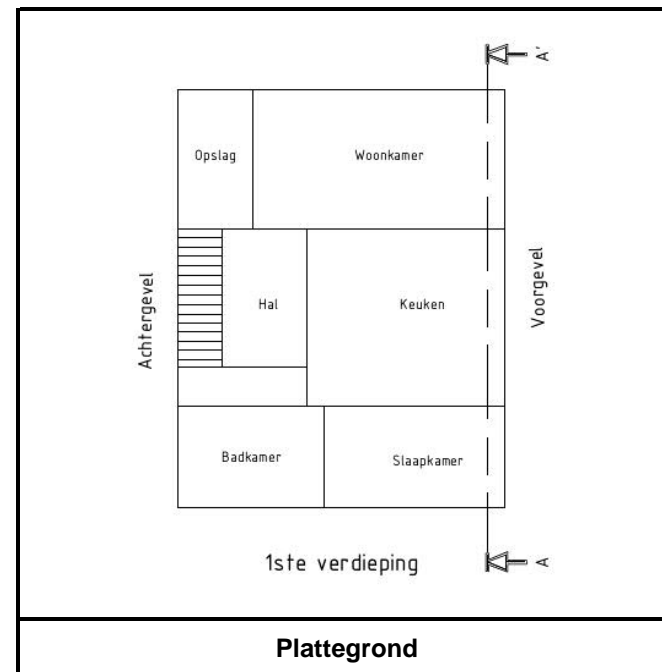 A'
Opslag
Woonkamer
Achtergevel
Hal
Keuken
Voorgevel
Badkamer
Slaapkamer
1ste verdieping
A
Plattegrond